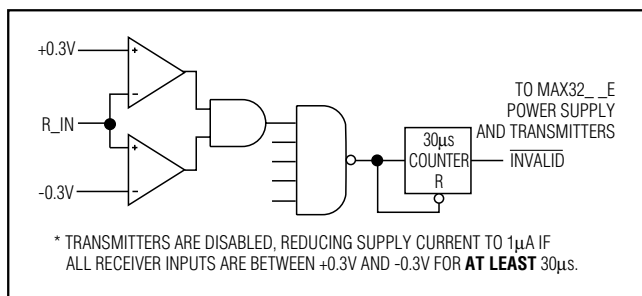 +0.3V
R_IN
-0.3V
+
-
+
-
30µs
COUNTER
R
TO MAX32_ _E
POWER SUPPLY
AND TRANSMITTERS
INVALID
* TRANSMITTERS ARE DISABLED, REDUCING SUPPLY CURRENT TO 1µA IF
ALL RECEIVER INPUTS ARE BETWEEN +0.3V AND -0.3V FOR AT LEAST 30µs.